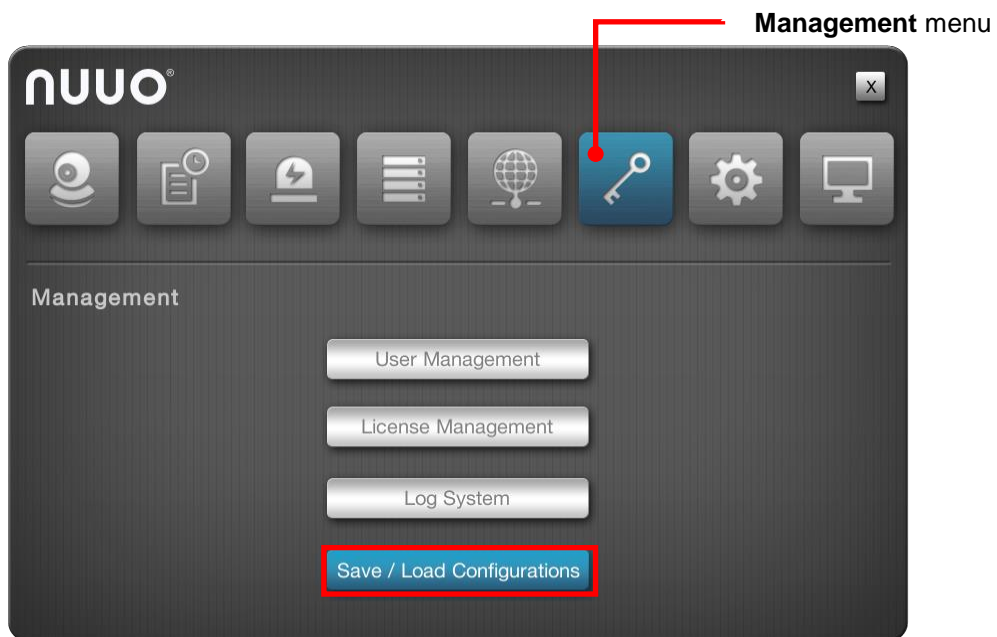 Management menu
nuuo®
X
Management
User Management
License Management
Log System
Save / Load Configurations